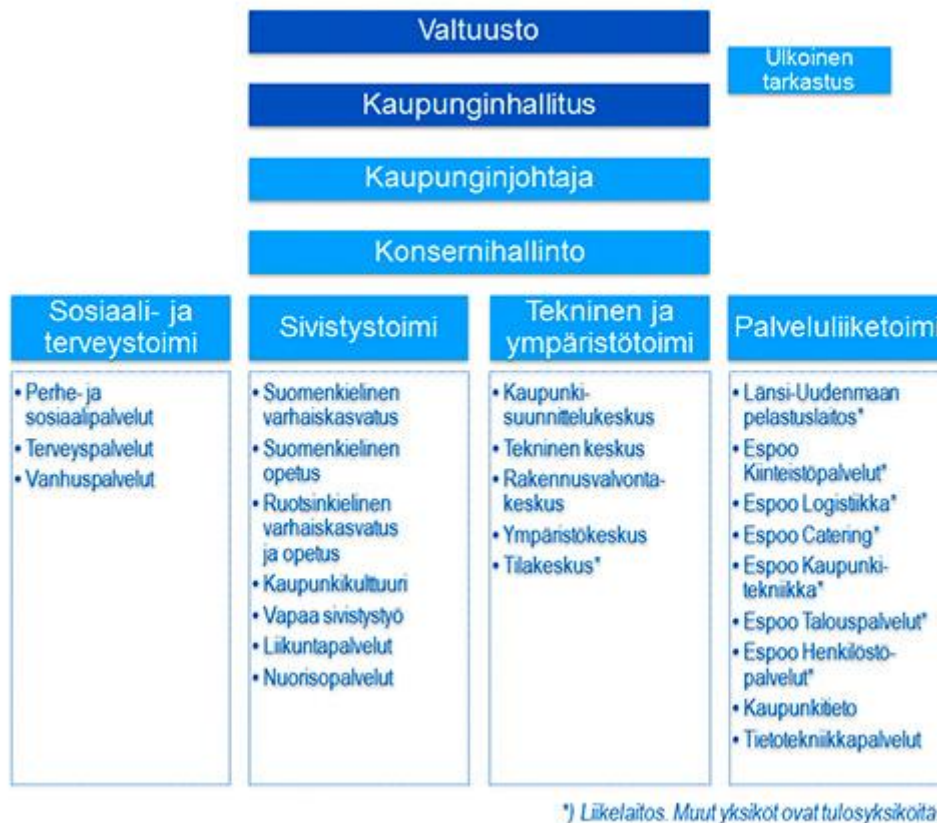 Valtuusto
Ulkoinen
tarkastus
Kaupunginhallitus
Kaupunginjohtaja
Konsernihallinto
Sosiaali- ja
terveystoimi
• Perhe- ja
sosiaalipalvelut
• Terveyspalvelut
• Vanhuspalvelut
Sivistystoimi
• Suomenkielinen
varhaiskasvatus
• Suomenkielinen
opetus
• Ruotsinkielinen
varhaiskasvatus
ja opetus
• Kaupunkikulttuuri
• Vapaa sivistystyö
• Liikuntapalvelut
• Nuorisopalvelut
Tekninen ja
ympäristötoimi
• Kaupunki-
suunnittelukeskus
• Tekninen keskus
• Rakennusvalvonta-
keskus
• Ympäristökeskus
• Tilakeskus*
Palveluliiketoimi
• Länsi-Uudenmaan
pelastuslaitos*
• Espoo
Kiinteistöpalvelut*
• Espoo Logistiikka*
• Espoo Catering*
• Espoo Kaupunki-
tekniikka*
• Espoo Talouspalvelut*
• Espoo Henkilöstö-
palvelut*
• Kaupunkitieto
• Tietotekniikkapalvelut
*) Liikelaitos. Muut yksiköt ovat tulosyksiköitä